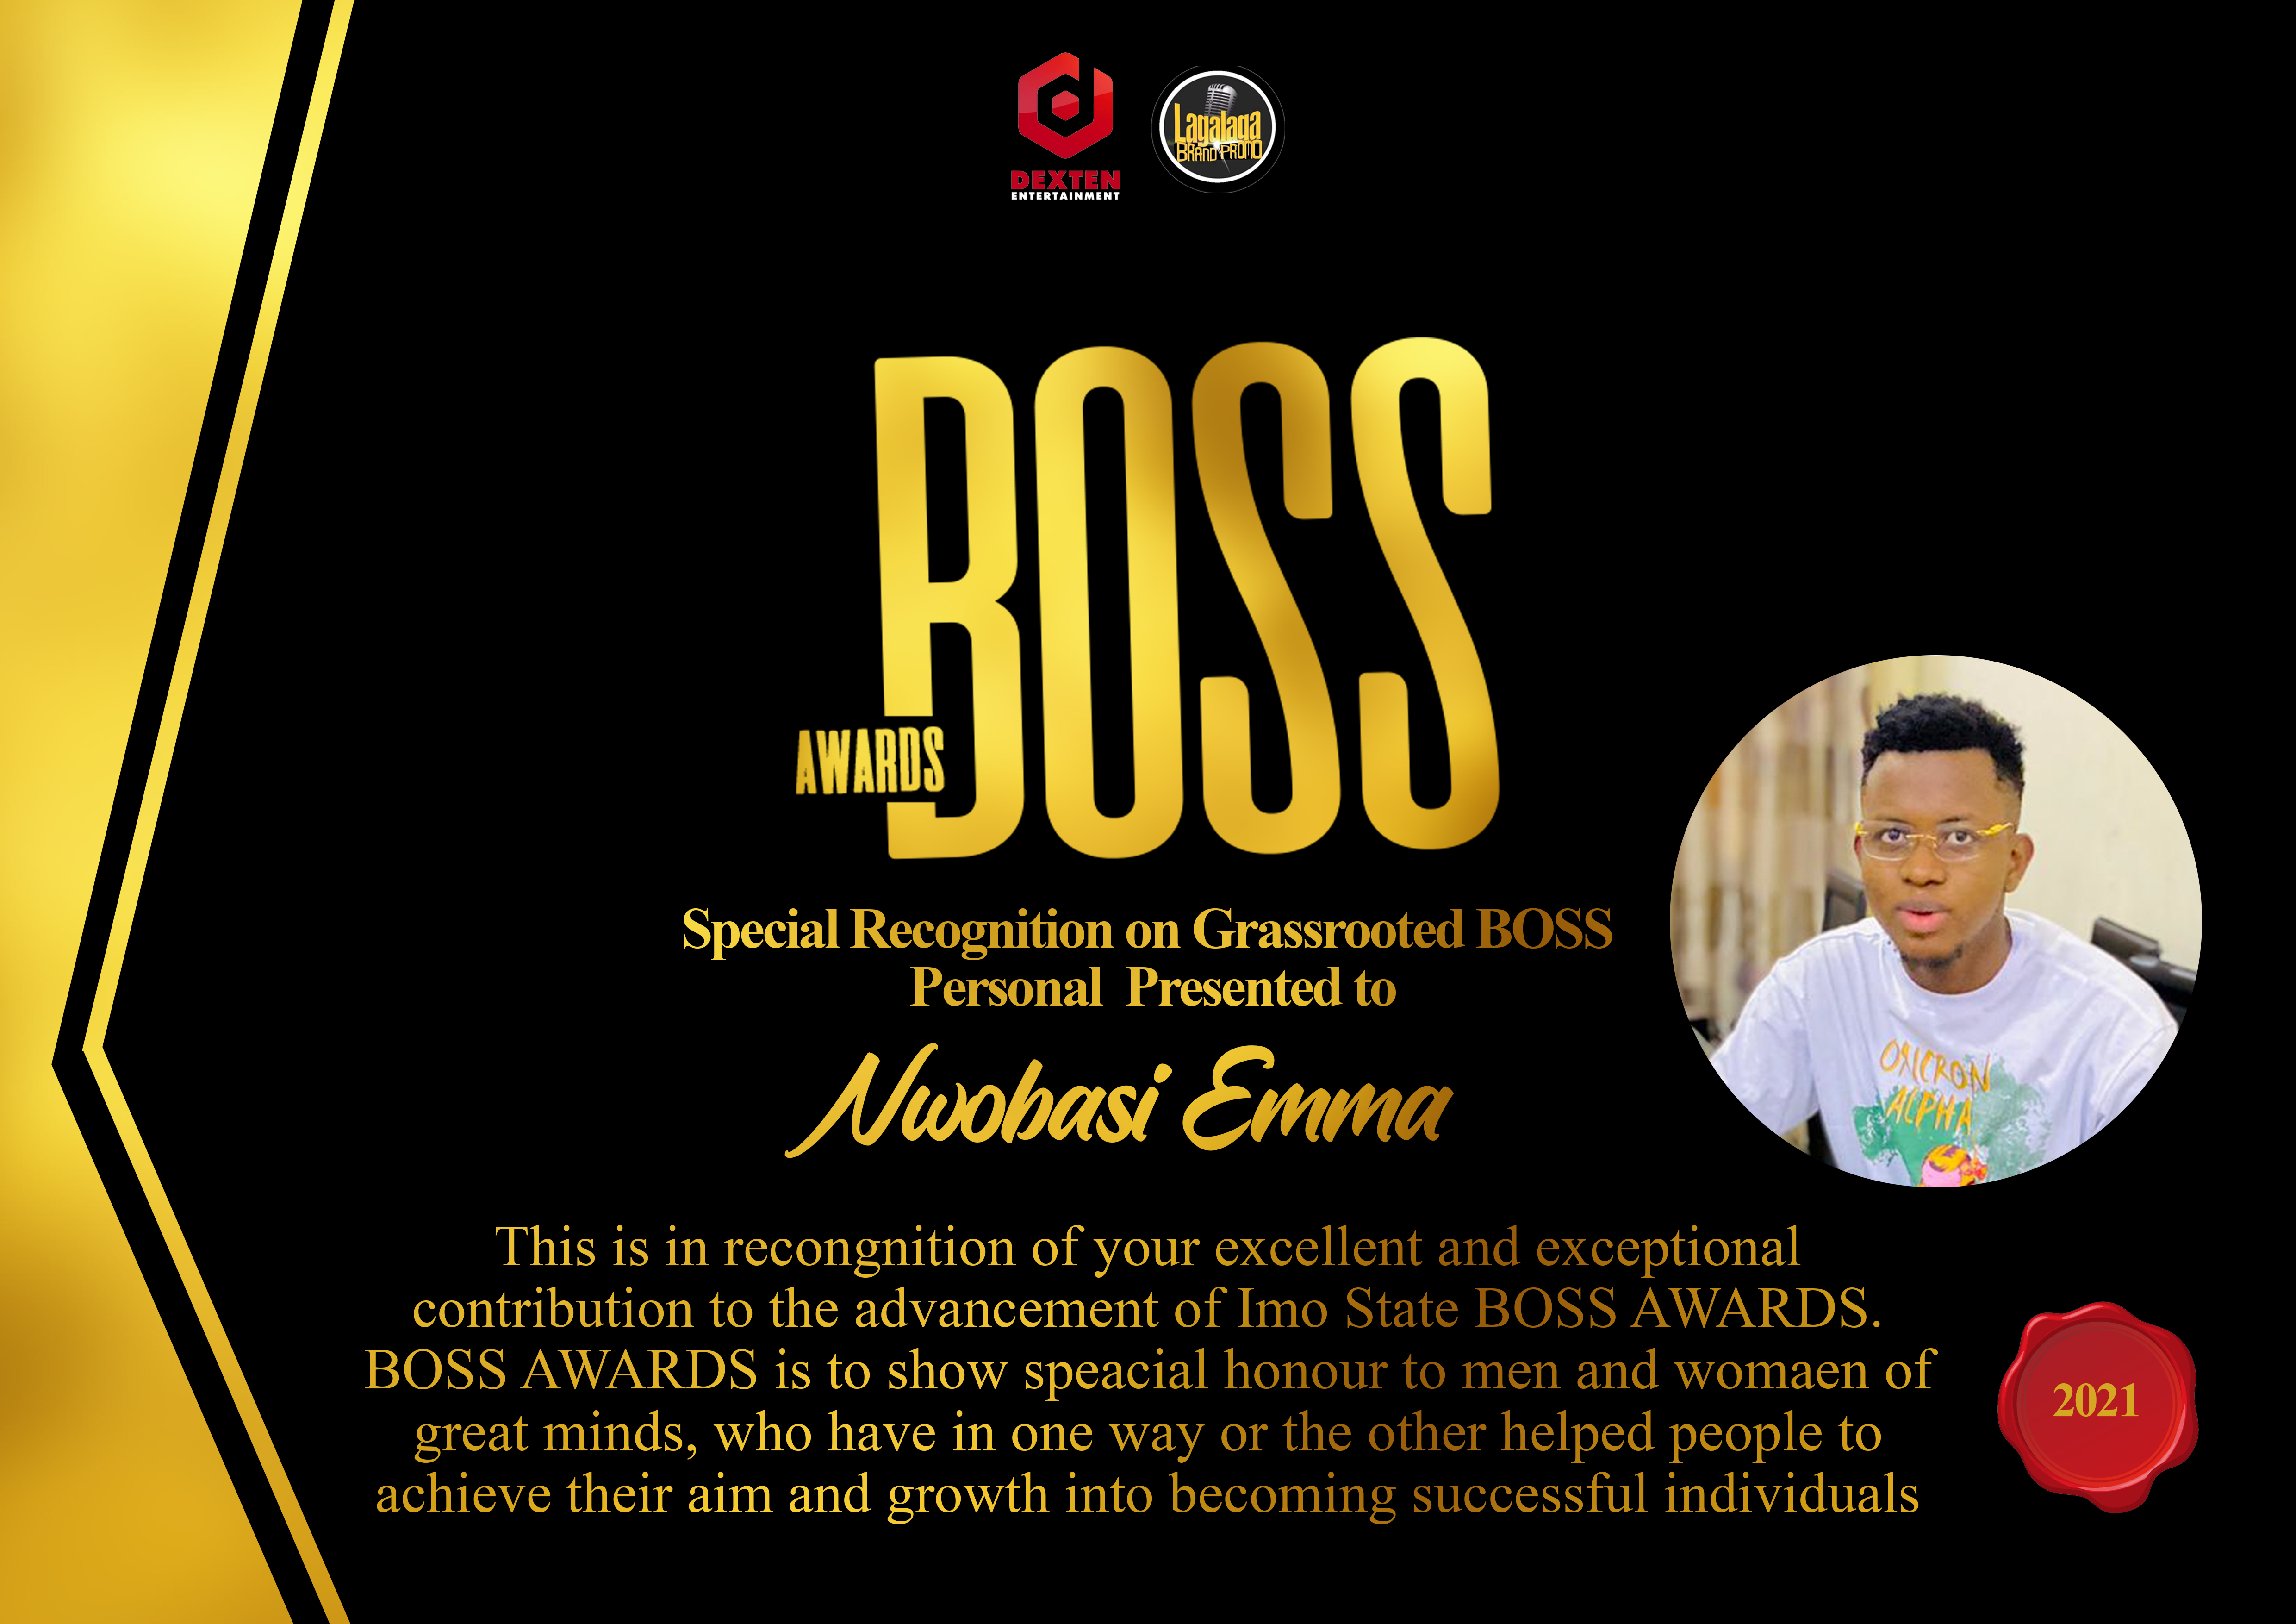 DEXTEN
ENTERTAINMENT
Lagalaga
BRAND PROMO
BOSS
AWARDS
Special Recognition on Grassrooted BOSS
Personal Presented to
Nwobasi Emma
OMICRON
ALPHA
This is in recongnition of your excellent and exceptional
contribution to the advancement of Imo State BOSS AWARDS.
BOSS AWARDS is to show speacial honour to men and womaen of
great minds, who have in one way or the other helped people to
achieve their aim and growth into becoming successful individuals
2021